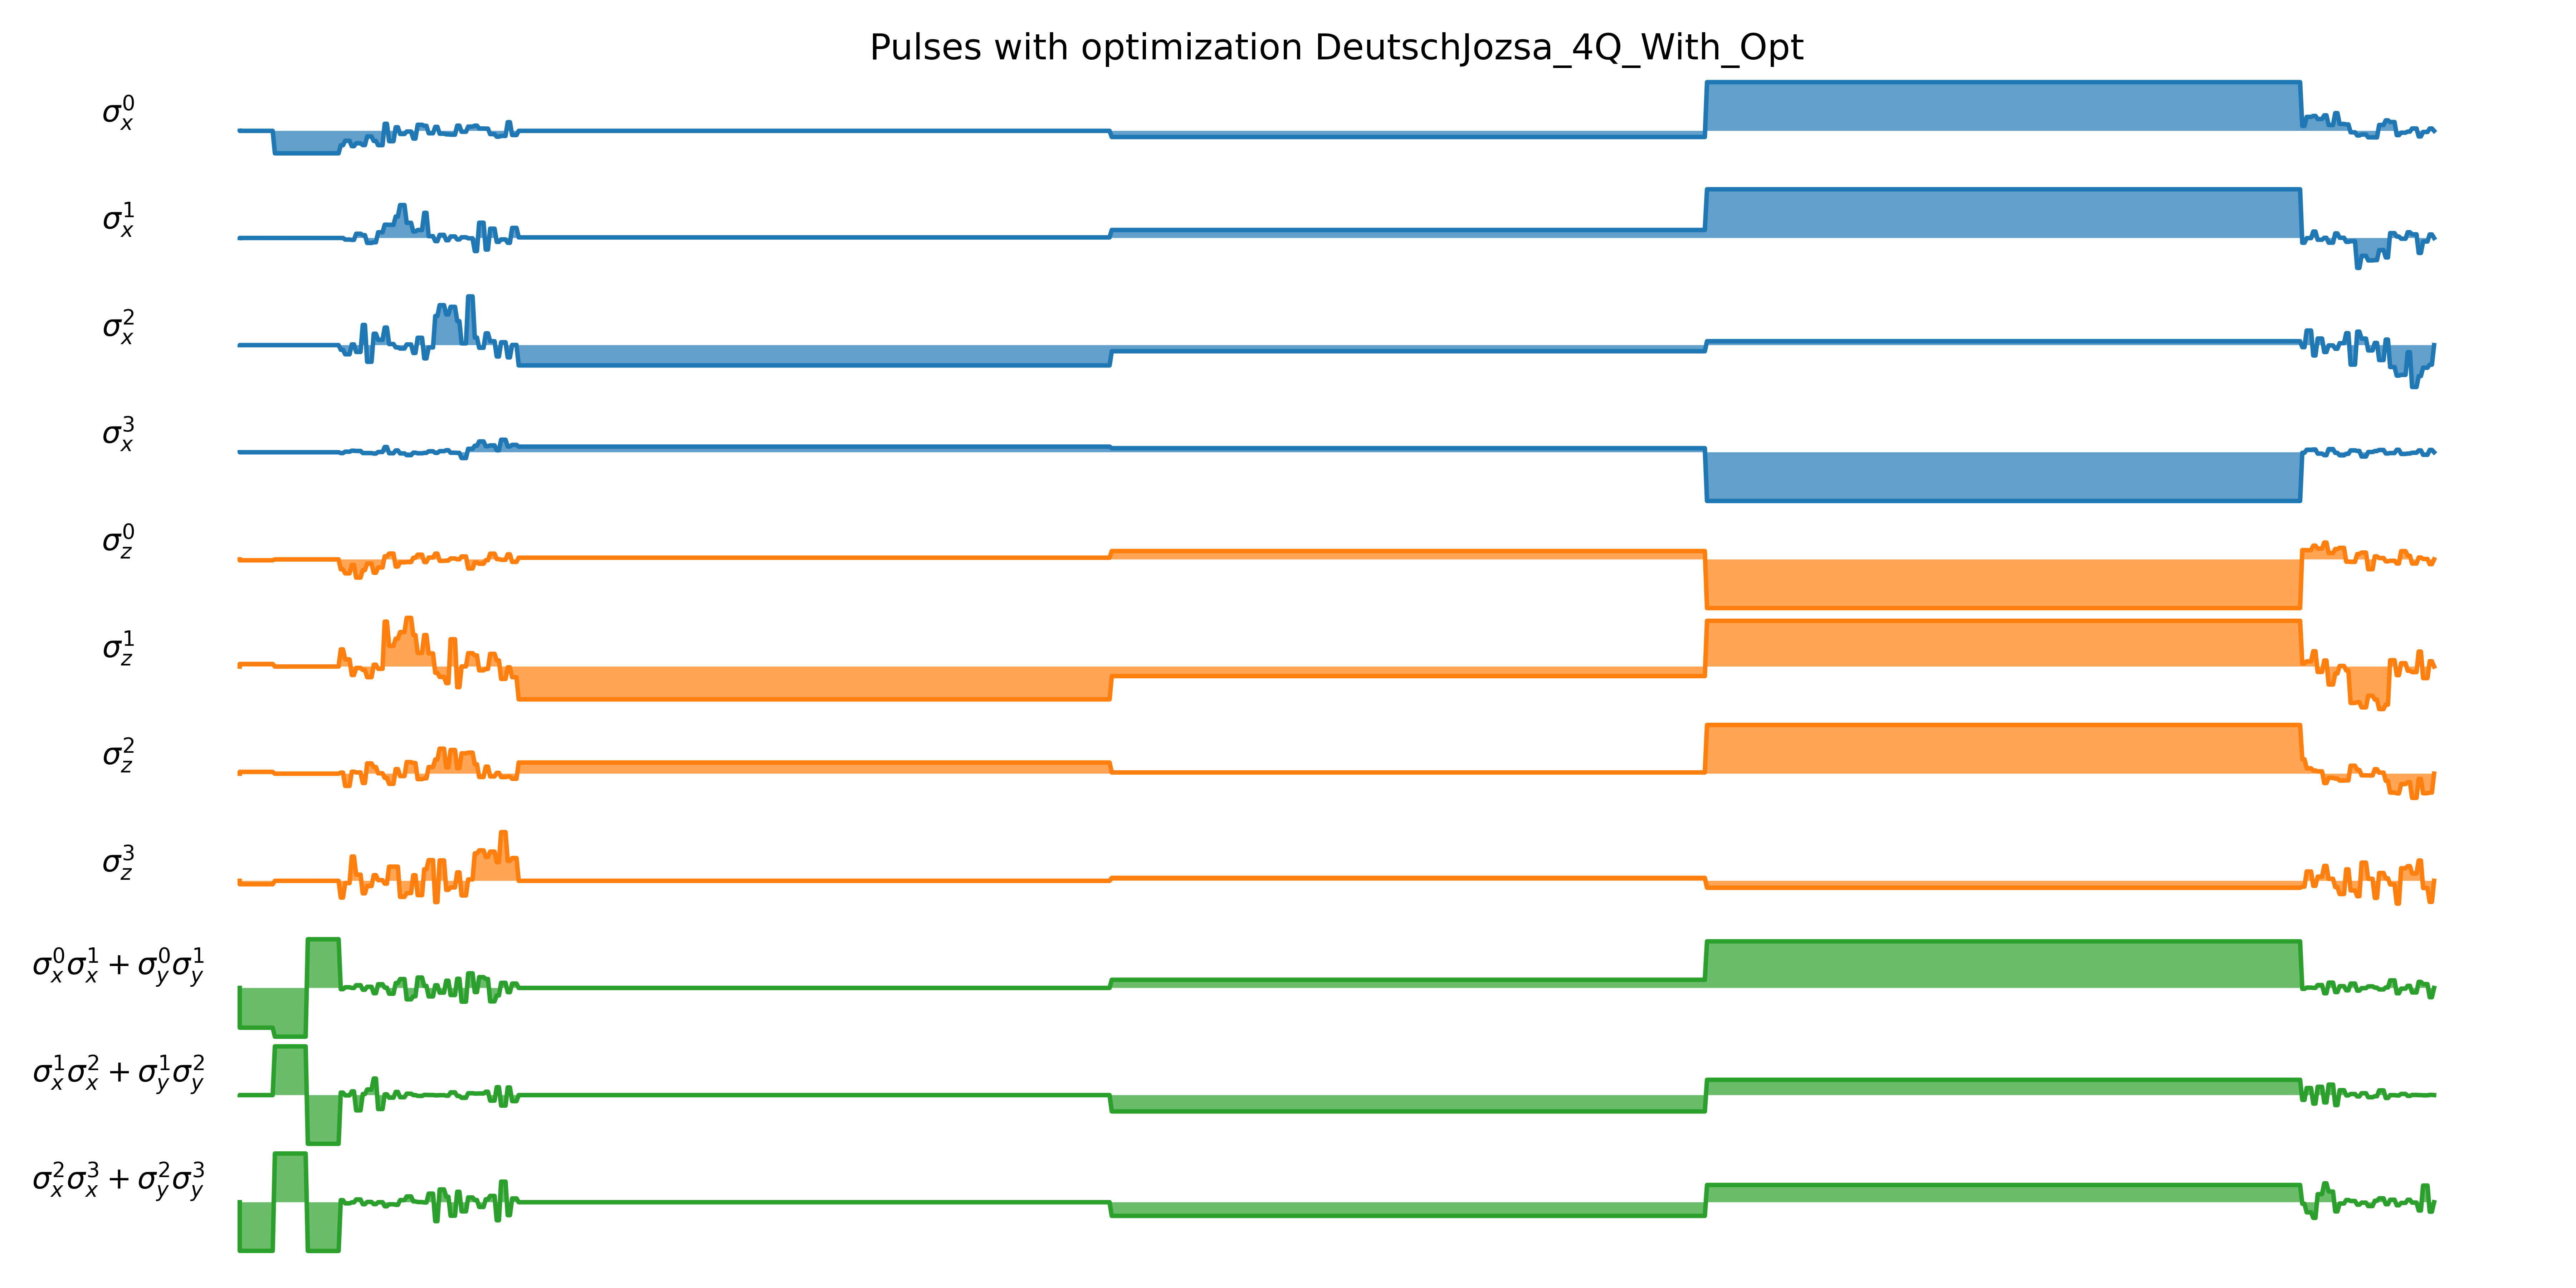 Pulses with optimization DeutschJozsa_4Q_With_Opt
σ_x^0
σ_x^1
σ_x^2
σ_x^3
σ_z^0
σ_z^1
σ_z^2
σ_z^3
σ_x^0σ_x^1 + σ_y^0σ_y^1
σ_x^1σ_x^2 + σ_y^1σ_y^2
σ_x^2σ_x^3 + σ_y^2σ_y^3